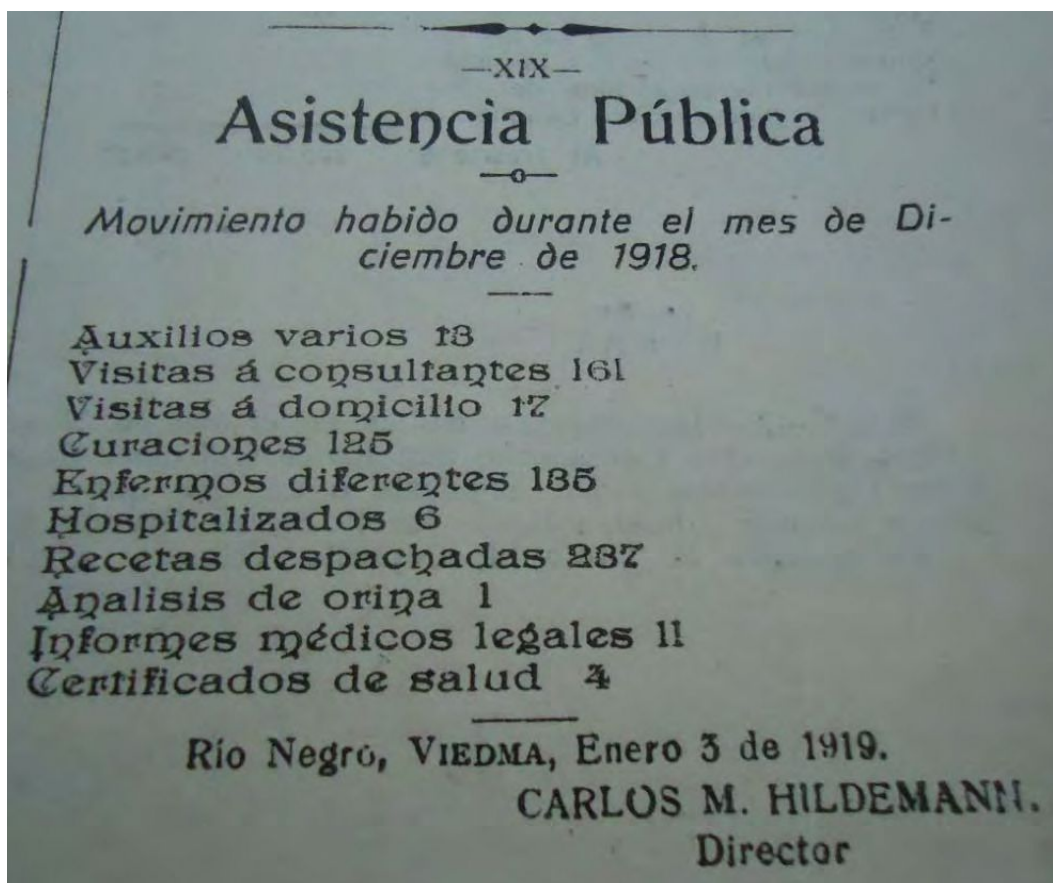 —XIX—
Asistencia Pública
Movimiento habido durante el mes de Di-
ciembre de 1918.
Auxilios varios 13
Visitas á consultantes 161
Visitas á domicilio 17
Curaciones 125
Enfermos diferentes 135
Hospitalizados 6
Recetas despachadas 237
Analisis de orina 1
Informes médicos legales 11
Certificados de salud 4
Río Negro, VIEDMA, Enero 3 de 1919.
CARLOS M. HILDEMANN.
Director